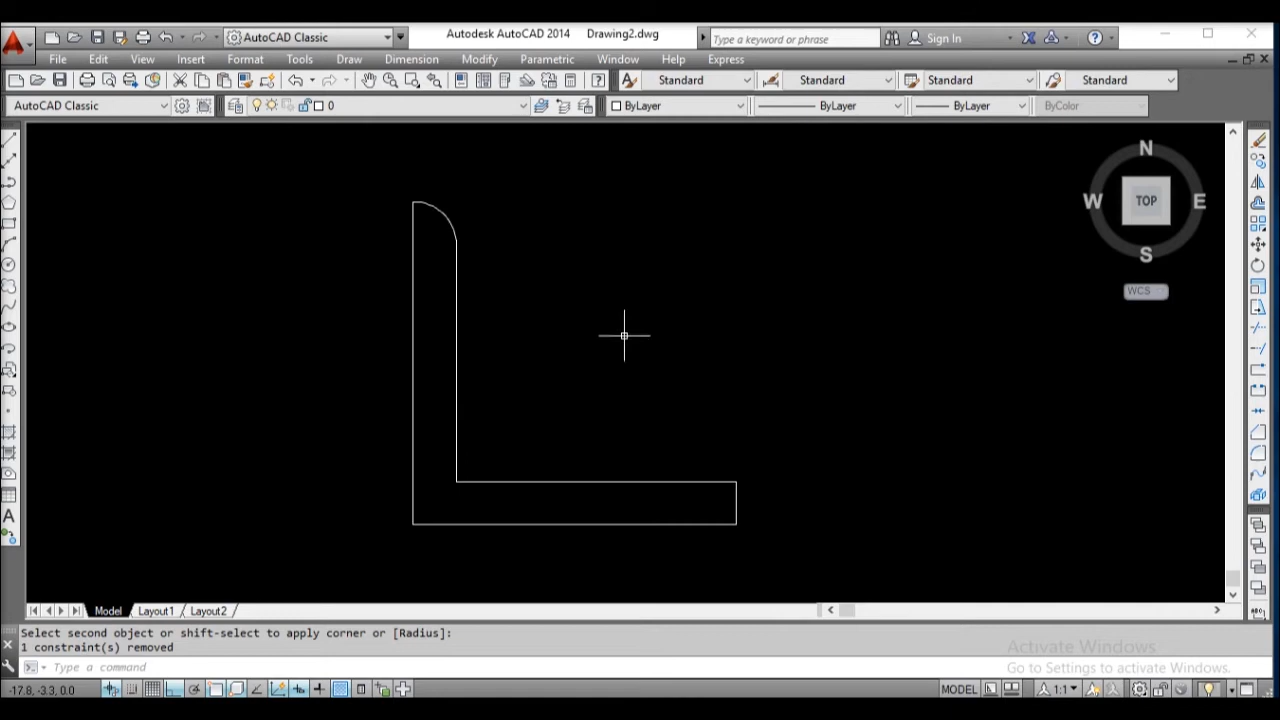 AutoCAD Classic
Autodesk AutoCAD 2014 Drawing2.dwg
Type a keyword or phrase
Sign In
File Edit View Insert Format Tools Draw Dimension Modify Parametric Window Help Express
Standard Standard Standard Standard
AutoCAD Classic 0 ByLayer ByLayer ByLayer ByColor
N
W TOP E
S
WCS
A
Model Layout1 Layout2
Select second object or shift-select to apply corner or [Radius]:
1 constraint(s) removed
Activate Windows
Type a command
Go to Settings to activate Windows.
-17.8, -3.3, 0.0 MODEL 1:1